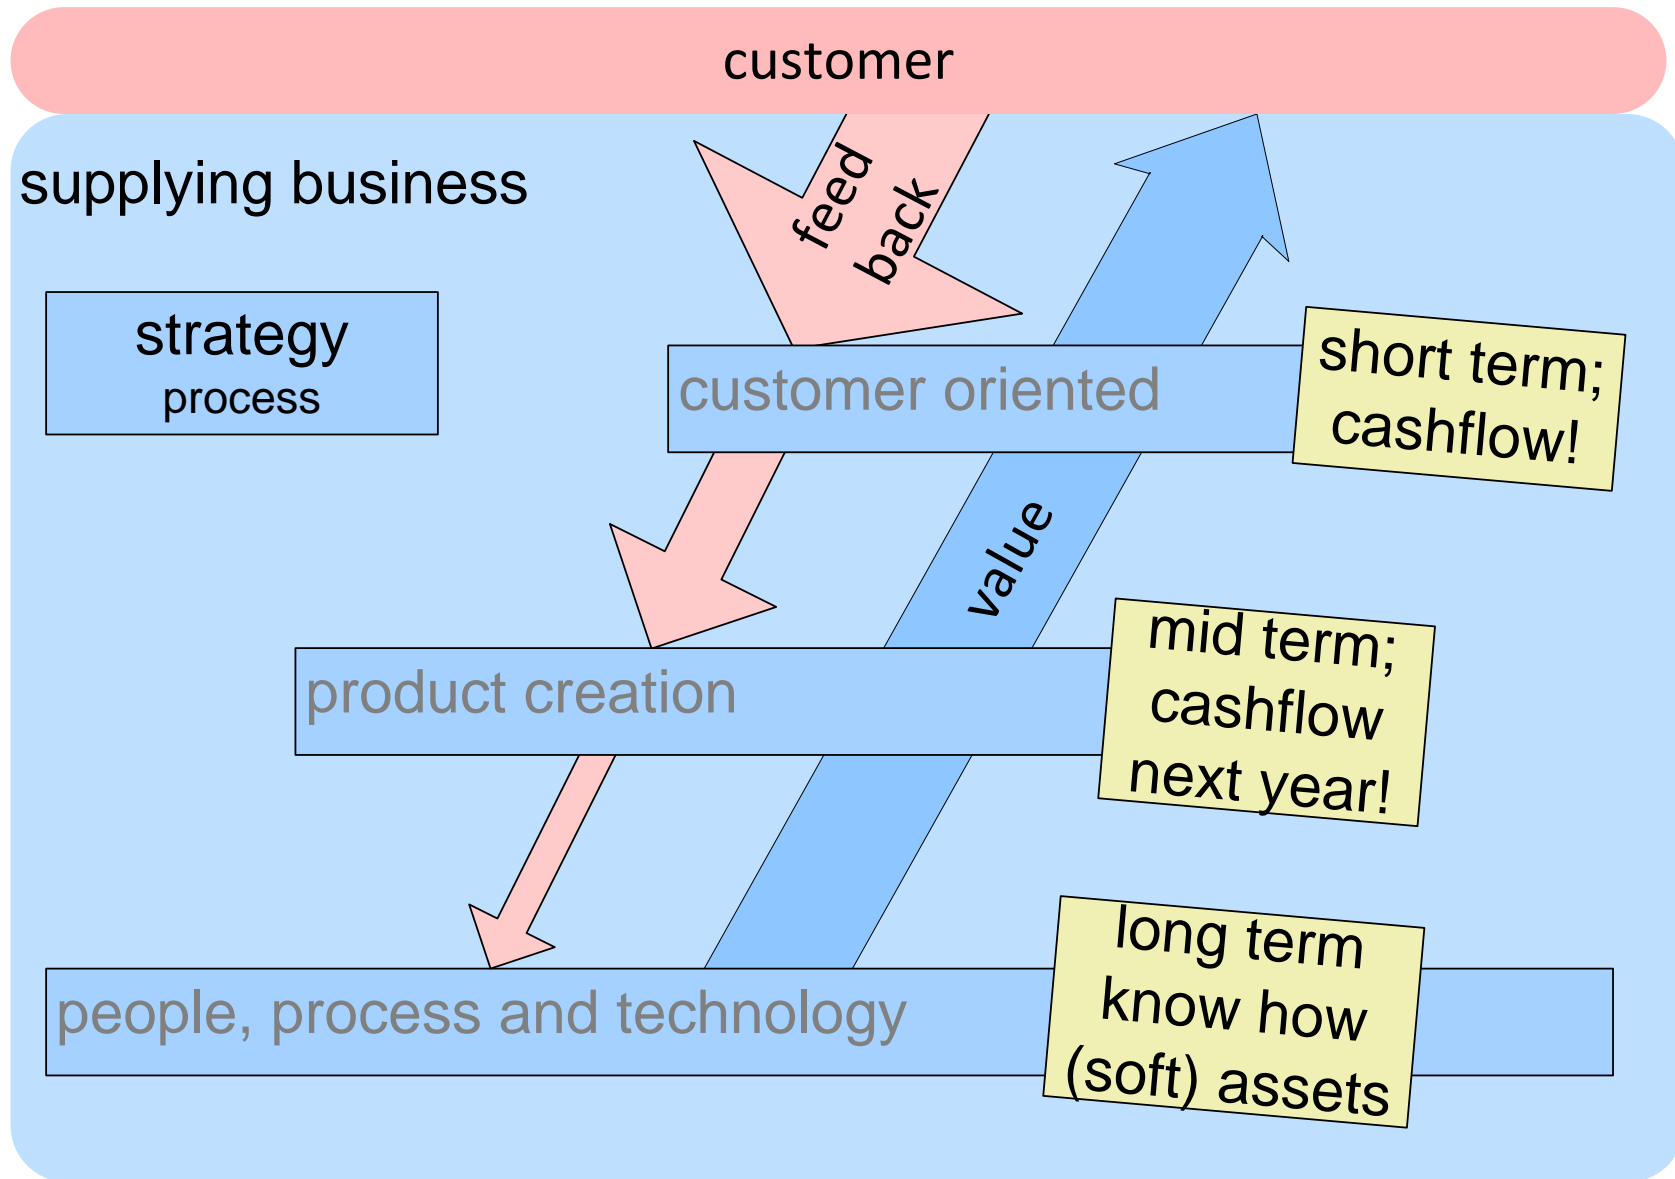 customer
supplying business
feed
back
strategy
process
customer oriented
short term;
cashflow!
value
product creation
mid term;
cashflow
next year!
people, process and technology
long term
know how
(soft) assets